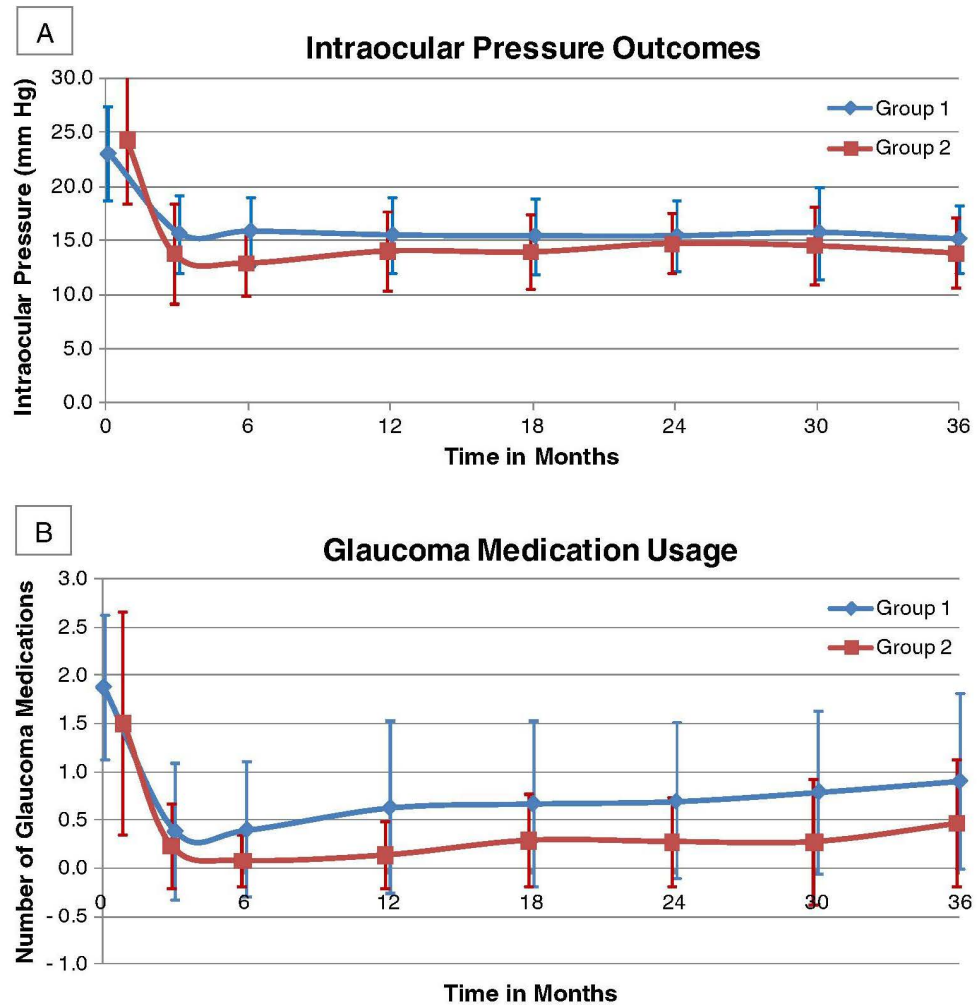 A
Intraocular Pressure Outcomes
Intraocular Pressure (mm Hg)
30.0
25.0
20.0
15.0
10.0
5.0
0.0
Group 1
Group 2
0 6 12 18 24 30 36
Time in Months
B
Glaucoma Medication Usage
Number of Glaucoma Medications
3.0
2.5
2.0
1.5
1.0
0.5
0.0
- 0.5
- 1.0
Group 1
Group 2
0 6 12 18 24 30 36
Time in Months